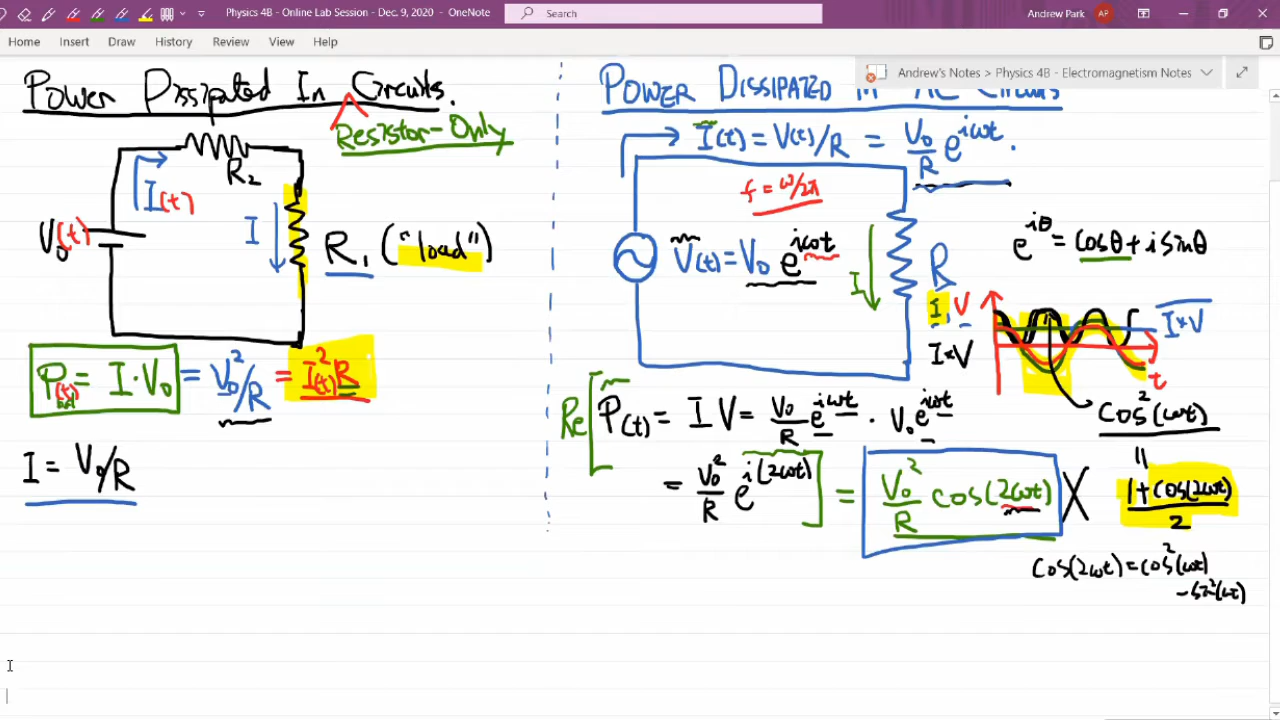 Physics 4B - Online Lab Session - Dec. 9, 2020 - OneNote
Search
Andrew Park
AP
Home Insert Draw History Review View Help
Andrew's Notes > Physics 4B - Electromagnetism Notes
Power Dissipated In Circuits.
Resistor-Only
R₂
I(t)
V₀(t)
I
R₁ ("load")
P(t) = I·V₀ = V₀²/R = I²(t)R
I = V₀/R
POWER DISSIPATED IN AC Circuits
Ĩ(t) = V(t)/R = V₀/R e^{iωt}.
f = ω/2π
Ṽ(t) = V₀ e^{iωt}
I
R
e^{iθ} = cosθ + i sinθ
I, V
I*V
I*V
t
cos²(ωt)
Re[P̃(t) = I V = V₀/R e^{iωt} · V₀e^{iωt}
= V₀²/R e^{i(2ωt)}] = V₀²/R cos(2ωt) X
||
1+cos(2ωt)/2
cos(2ωt) = cos²(ωt)
- sin²(ωt)